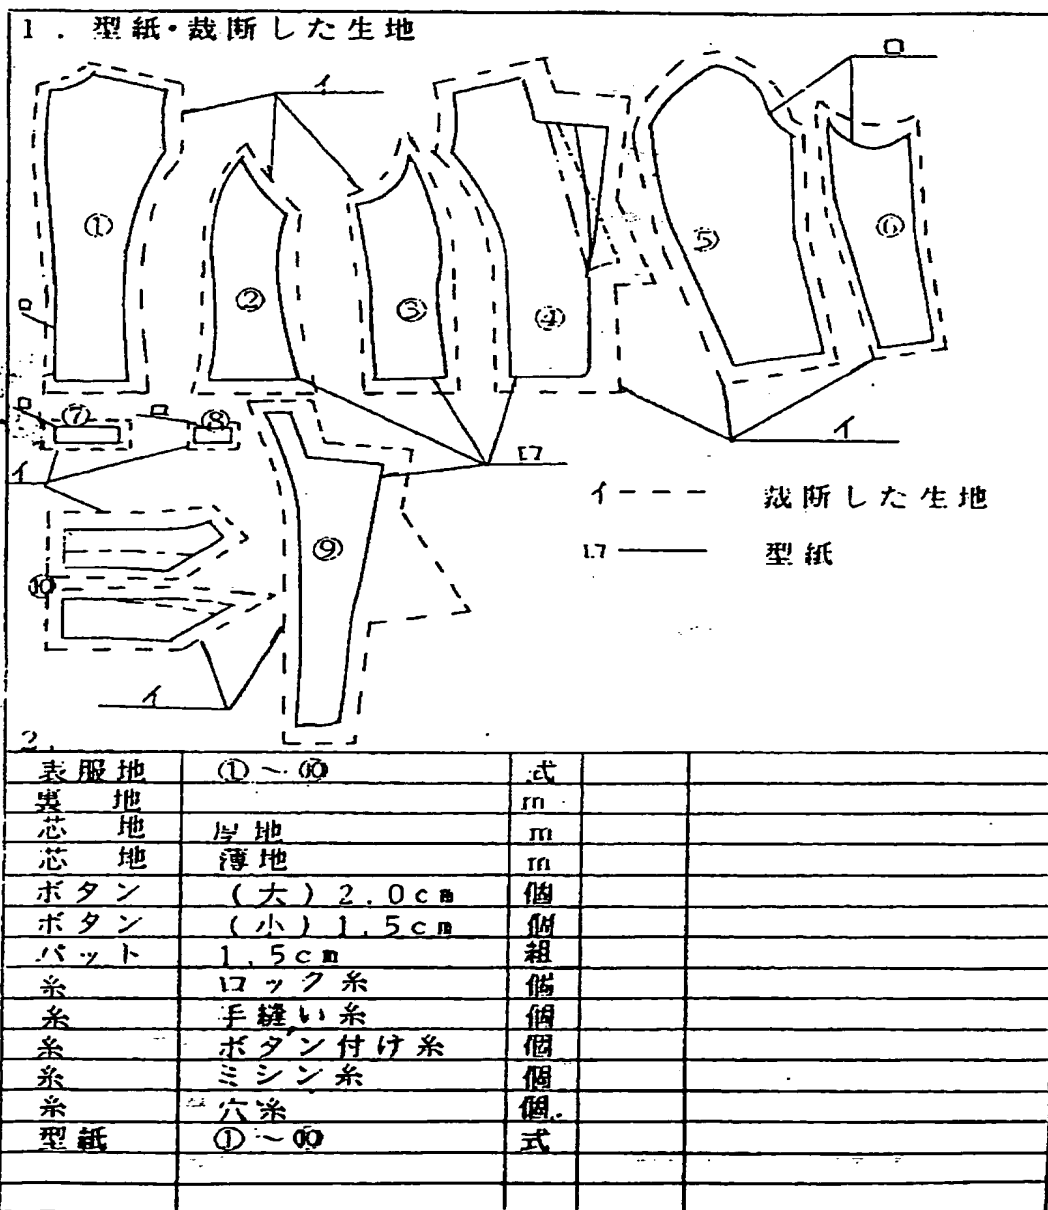 1．型紙・裁断した生地
イ
ロ
①
②
③
④
⑤
⑥
ロ
ロ ⑦ ロ ⑧
イ
ロ
イ
イ－－－ 裁断した生地
ロ―― 型紙
⑨
⑩
イ
2．
表服地 ①～⑩ 式
裏地 m
芯地 厚地 m
芯地 薄地 m
ボタン （大）2.0cm 個
ボタン （小）1.5cm 個
パット 1.5cm 組
糸 ロック糸 個
糸 手縫い糸 個
糸 ボタン付け糸 個
糸 ミシン糸 個
糸 穴糸 個
型紙 ①～⑩ 式